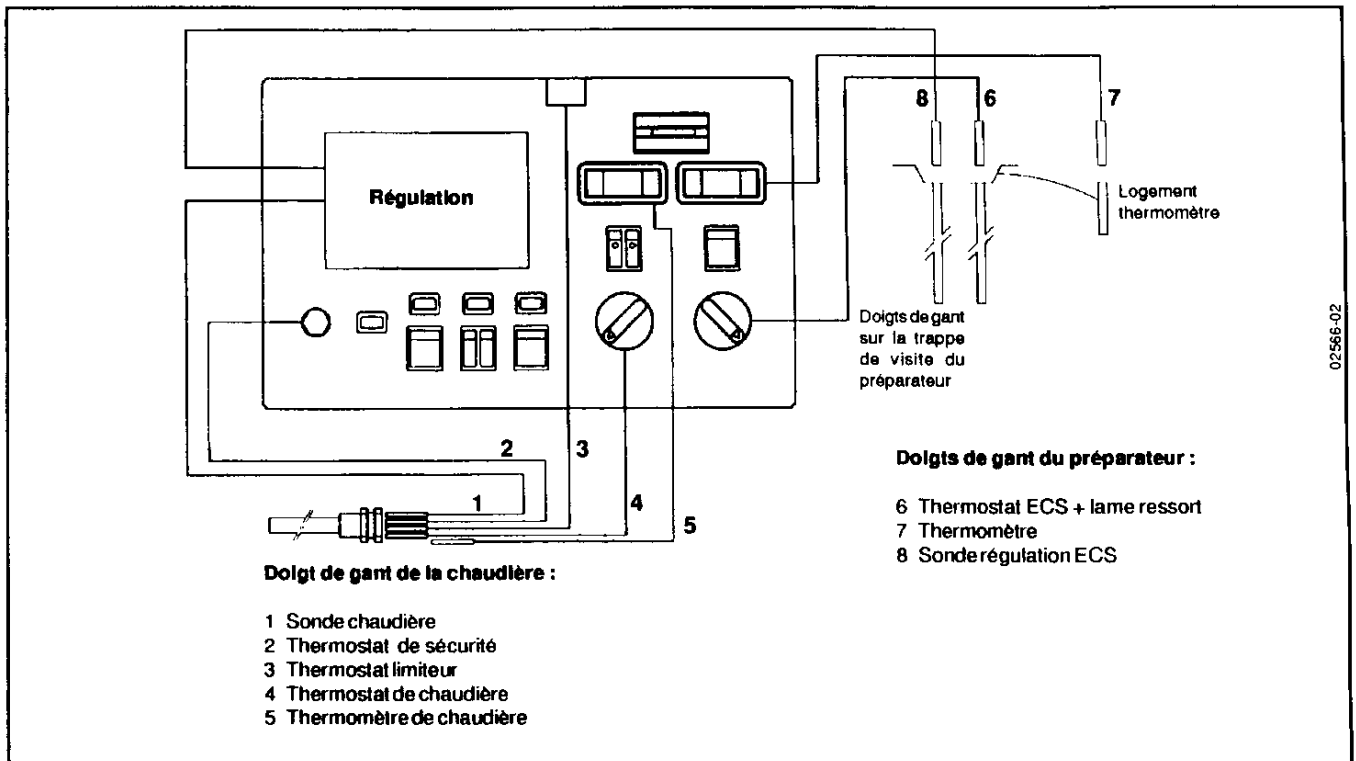 8 6 7
Régulation
Logement
thermomètre
Doigts de gant
sur la trappe
de visite du
préparateur
02566-02
2 3
1 4
5
Doigts de gant du préparateur :
6 Thermostat ECS + lame ressort
7 Thermomètre
8 Sonde régulation ECS
Doigt de gant de la chaudière :
1 Sonde chaudière
2 Thermostat de sécurité
3 Thermostat limiteur
4 Thermostat de chaudière
5 Thermomètre de chaudière